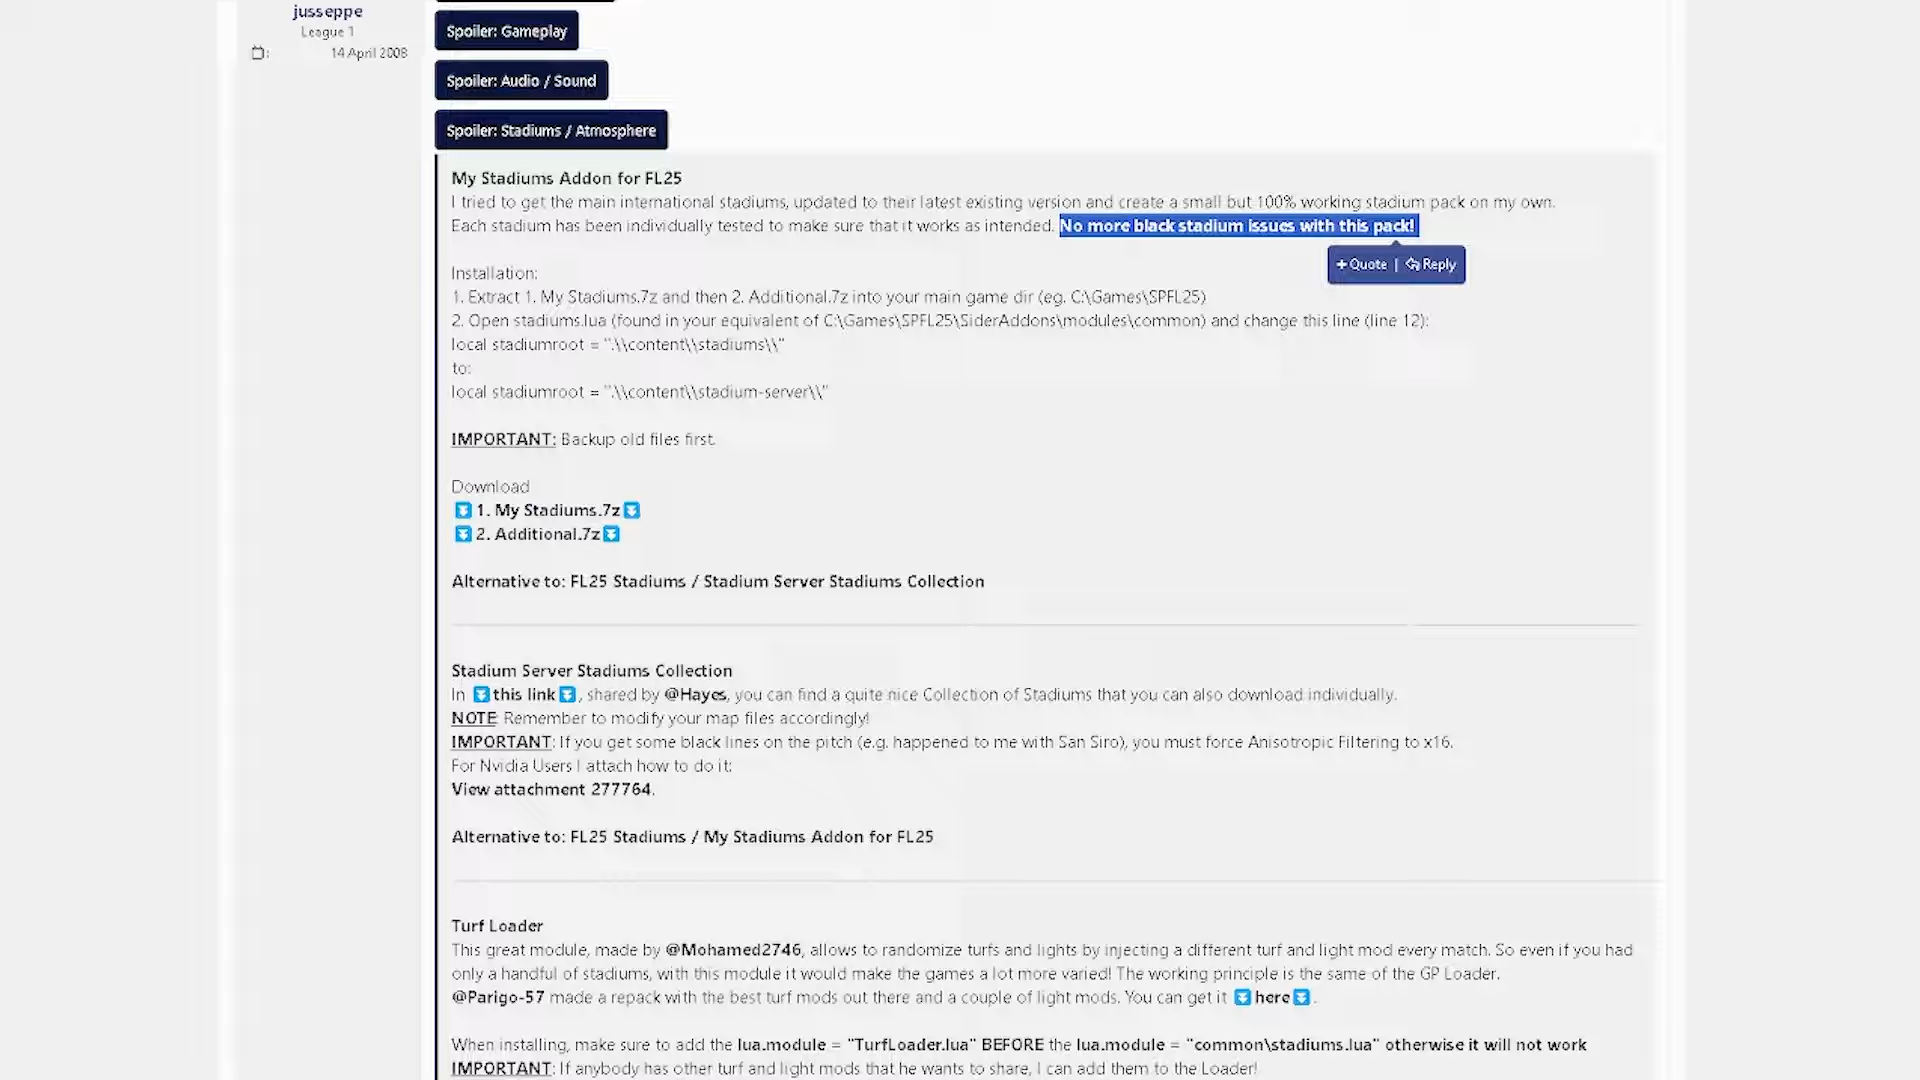 jusseppe
League 1
14 April 2008
Spoiler: Gameplay
Spoiler: Audio / Sound
Spoiler: Stadiums / Atmosphere
My Stadiums Addon for FL25
I tried to get the main international stadiums, updated to their latest existing version and create a small but 100% working stadium pack on my own.
Each stadium has been individually tested to make sure that it works as intended. No more black stadium issues with this pack!
+ Quote | Reply
Installation:
1. Extract 1. My Stadiums.7z and then 2. Additional.7z into your main game dir (eg. C:\Games\SPFL25)
2. Open stadiums.lua (found in your equivalent of C:\Games\SPFL25\SiderAddons\modules\common) and change this line (line 12):
local stadiumroot = ".\\content\\stadiums\\"
to:
local stadiumroot = ".\\content\\stadium-server\\"
IMPORTANT: Backup old files first.
Download
1. My Stadiums.7z
2. Additional.7z
Alternative to: FL25 Stadiums / Stadium Server Stadiums Collection
Stadium Server Stadiums Collection
In this link, shared by @Hayes, you can find a quite nice Collection of Stadiums that you can also download individually.
NOTE: Remember to modify your map files accordingly!
IMPORTANT: If you get some black lines on the pitch (e.g. happened to me with San Siro), you must force Anisotropic Filtering to x16.
For Nvidia Users I attach how to do it:
View attachment 277764.
Alternative to: FL25 Stadiums / My Stadiums Addon for FL25
Turf Loader
This great module, made by @Mohamed2746, allows to randomize turfs and lights by injecting a different turf and light mod every match. So even if you had
only a handful of stadiums, with this module it would make the games a lot more varied! The working principle is the same of the GP Loader.
@Parigo-57 made a repack with the best turf mods out there and a couple of light mods. You can get it here.
When installing, make sure to add the lua.module = "TurfLoader.lua" BEFORE the lua.module = "common\stadiums.lua" otherwise it will not work
IMPORTANT: If anybody has other turf and light mods that he wants to share, I can add them to the Loader!